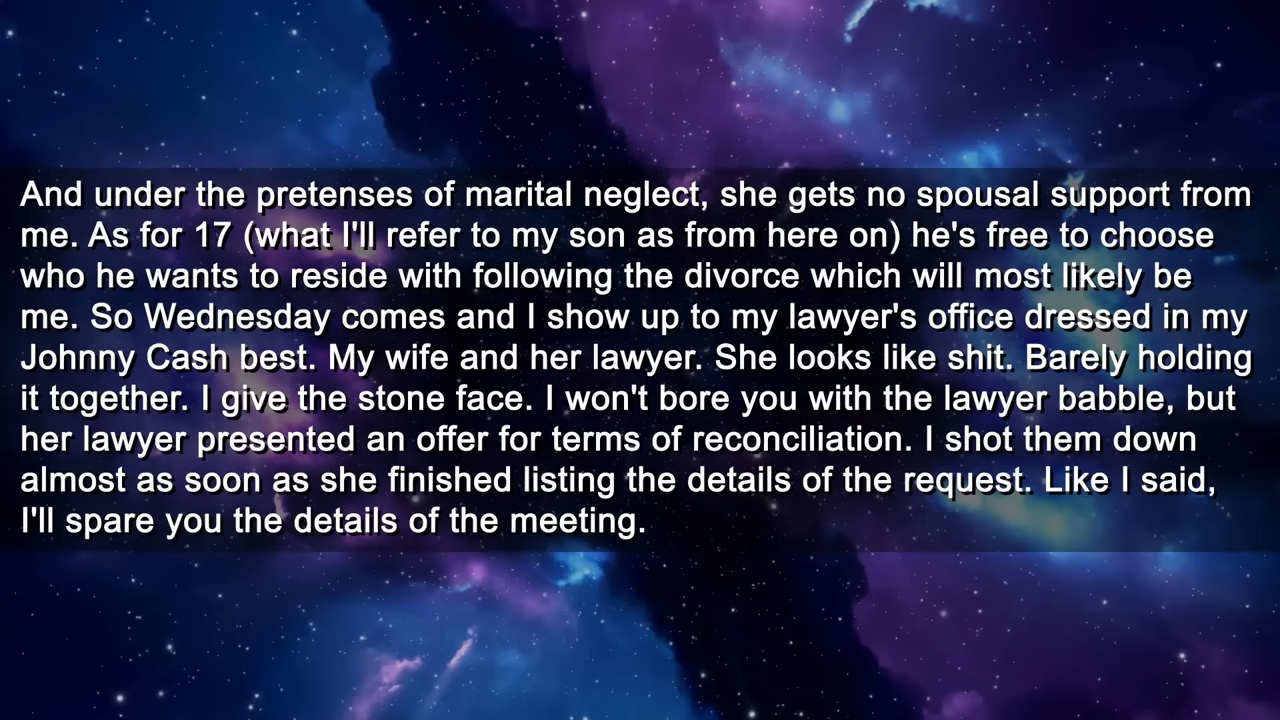 And under the pretenses of marital neglect, she gets no spousal support from
me. As for 17 (what I'll refer to my son as from here on) he's free to choose
who he wants to reside with following the divorce which will most likely be
me. So Wednesday comes and I show up to my lawyer's office dressed in my
Johnny Cash best. My wife and her lawyer. She looks like shit. Barely holding
it together. I give the stone face. I won't bore you with the lawyer babble, but
her lawyer presented an offer for terms of reconciliation. I shot them down
almost as soon as she finished listing the details of the request. Like I said,
I'll spare you the details of the meeting.